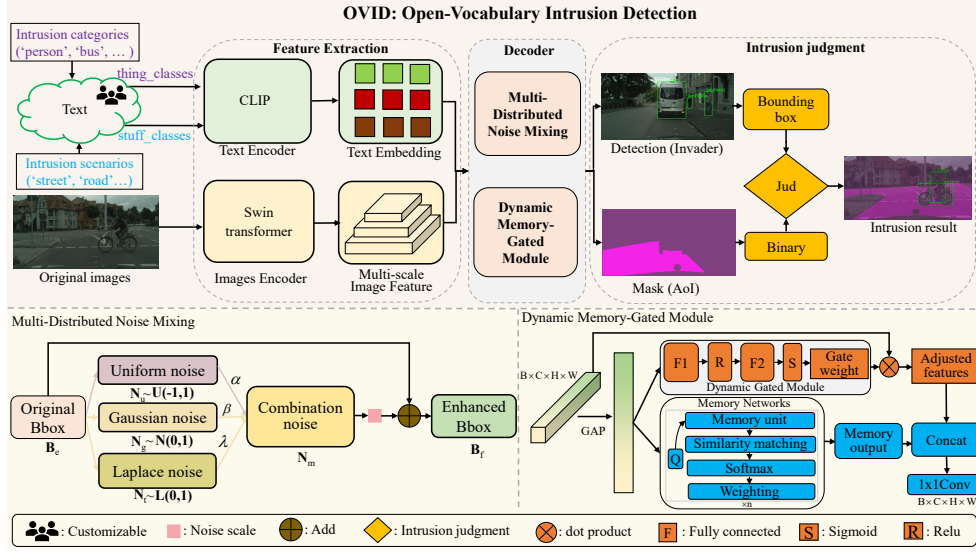 OVID: Open-Vocabulary Intrusion Detection
Intrusion categories
('person', 'bus', … )
thing_classes
Text
stuff_classes
Intrusion scenarios
('street', 'road'…)
Original images
Feature Extraction
CLIP
Text Encoder
Text Embedding
Swin
transformer
Images Encoder
Multi-scale
Image Feature
Decoder
Multi-
Distributed
Noise Mixing
Dynamic
Memory-
Gated
Module
Intrusion judgment
Detection (Invader)
Bounding
box
Jud
Intrusion result
Binary
Mask (AoI)
Multi-Distributed Noise Mixing
Original
Bbox
B_e
Uniform noise
N_u~U(-1,1)
Gaussian noise
N_g~N(0,1)
Laplace noise
N_l~L(0,1)
α
β
λ
Combination
noise
N_m
Enhanced
Bbox
B_f
Dynamic Memory-Gated Module
B×C×H×W
GAP
F1
R
F2
S
Gate
weight
Dynamic Gated Module
Adjusted
features
Memory Networks
Q
Memory unit
Similarity matching
Softmax
Weighting
×n
Memory
output
Concat
1x1Conv
B×C×H×W
: Customizable
: Noise scale
: Add
: Intrusion judgment
: dot product
F : Fully connected
S : Sigmoid
R : Relu